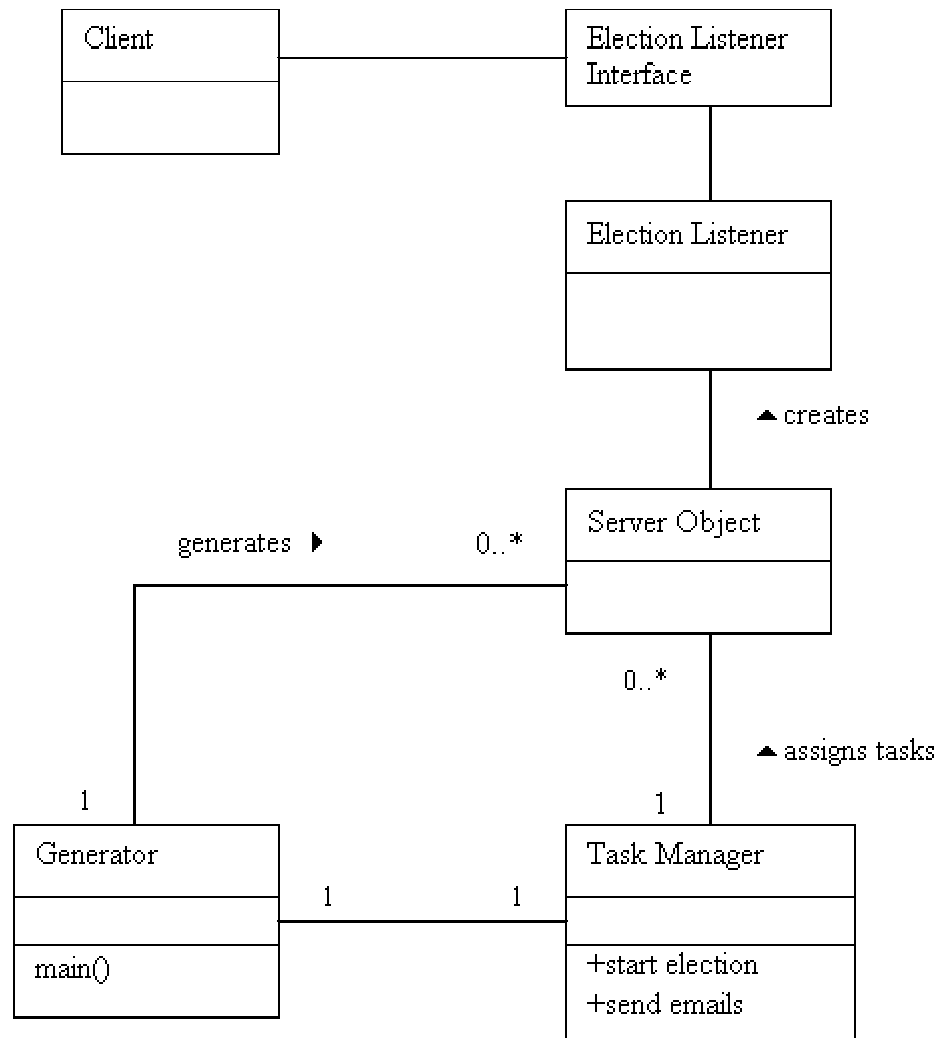 Client
Election Listener
Interface
Election Listener
▲ creates
Server Object
generates ▶
0..*
0..*
▲ assigns tasks
1
1
Generator
Task Manager
1
1
main()
+start election
+send emails